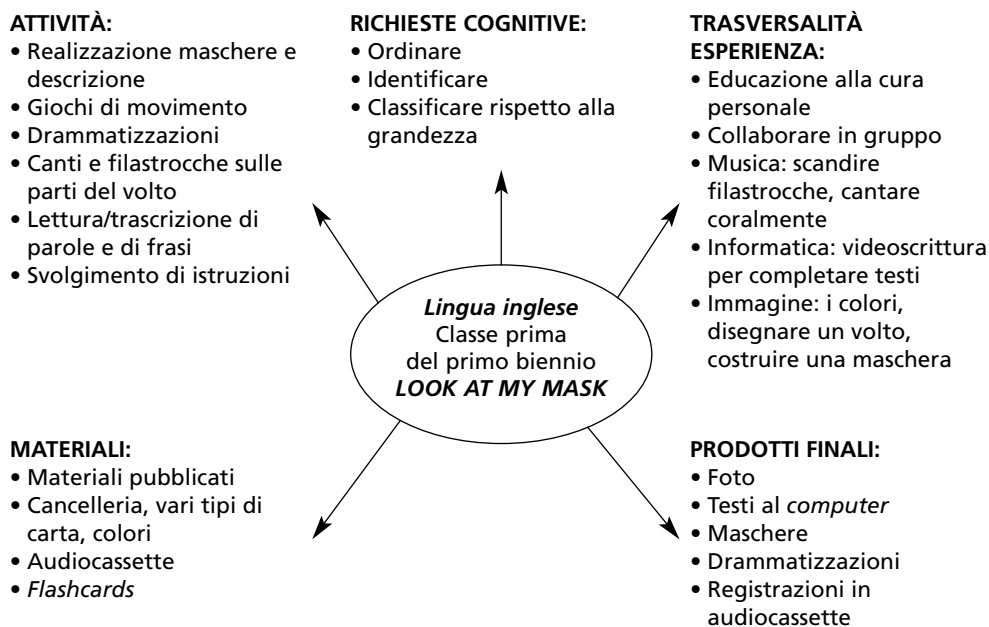 ATTIVITÀ:
• Realizzazione maschere e
descrizione
• Giochi di movimento
• Drammatizzazioni
• Canti e filastrocche sulle
parti del volto
• Lettura/trascrizione di
parole e di frasi
• Svolgimento di istruzioni
RICHIESTE COGNITIVE:
• Ordinare
• Identificare
• Classificare rispetto alla
grandezza
TRASVERSALITÀ
ESPERIENZA:
• Educazione alla cura
personale
• Collaborare in gruppo
• Musica: scandire
filastrocche, cantare
coralmente
• Informatica: videoscrittura
per completare testi
• Immagine: i colori,
disegnare un volto,
costruire una maschera
Lingua inglese
Classe prima
del primo biennio
LOOK AT MY MASK
MATERIALI:
• Materiali pubblicati
• Cancelleria, vari tipi di
carta, colori
• Audiocassette
• Flashcards
PRODOTTI FINALI:
• Foto
• Testi al computer
• Maschere
• Drammatizzazioni
• Registrazioni in
audiocassette